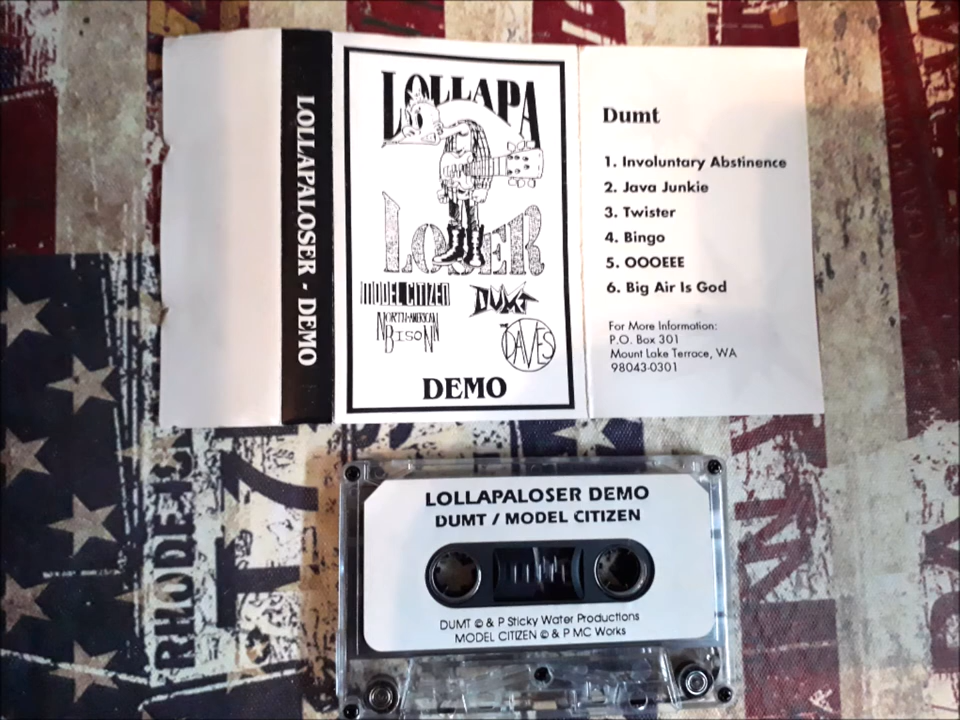 LOLLAPALOSER - DEMO
LOLLAPA
LOSER
MODEL CITIZEN
DUMT
NORTH-AMERICAN
BISON
THE DAVES
DEMO
Dumt
1. Involuntary Abstinence
2. Java Junkie
3. Twister
4. Bingo
5. OOOEEE
6. Big Air Is God
For More Information:
P.O. Box 301
Mount Lake Terrace, WA
98043-0301
LOLLAPALOSER DEMO
DUMT / MODEL CITIZEN
DUMT © & P Sticky Water Productions
MODEL CITIZEN © & P MC Works
RHODE IS
17